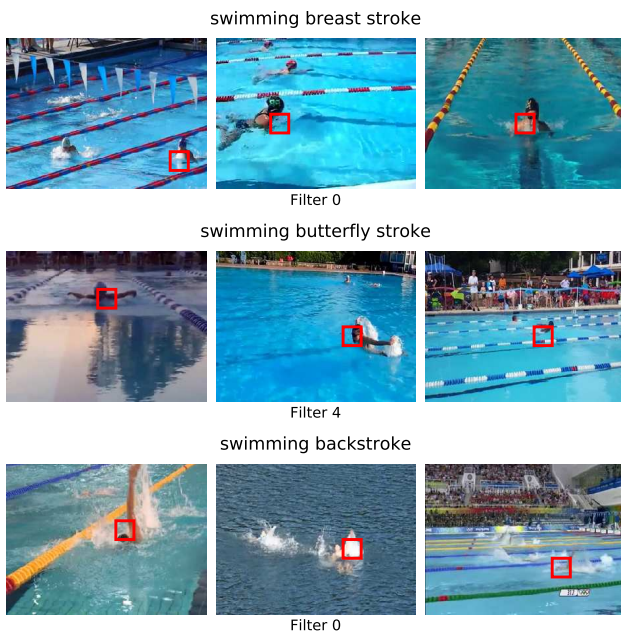 swimming breast stroke
Filter 0
swimming butterfly stroke
Filter 4
swimming backstroke
Filter 0